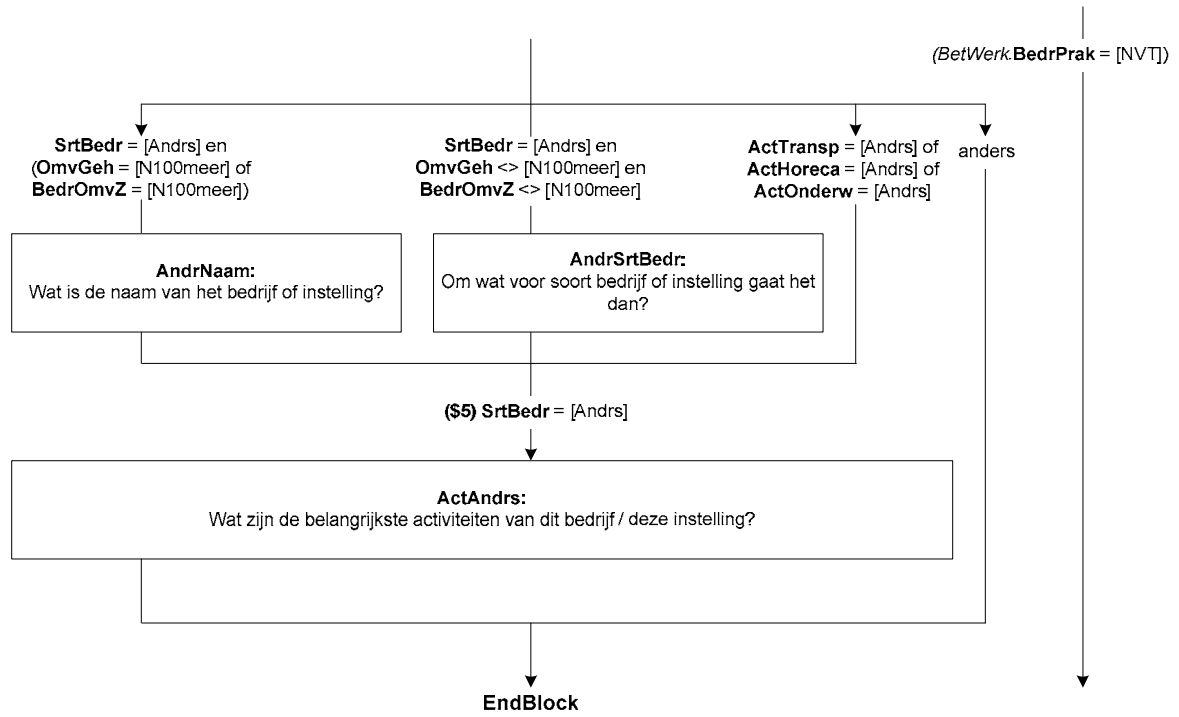 (BetWerk.BedrPrak = [NVT])
SrtBedr = [Andrs] en
(OmvGeh = [N100meer] of
BedrOmvZ = [N100meer])
SrtBedr = [Andrs] en
OmvGeh <> [N100meer] en
BedrOmvZ <> [N100meer]
ActTransp = [Andrs] of
ActHoreca = [Andrs] of
ActOnderw = [Andrs]
anders
AndrNaam:
Wat is de naam van het bedrijf of instelling?
AndrSrtBedr:
Om wat voor soort bedrijf of instelling gaat het
dan?
($5) SrtBedr = [Andrs]
ActAndrs:
Wat zijn de belangrijkste activiteiten van dit bedrijf / deze instelling?
EndBlock